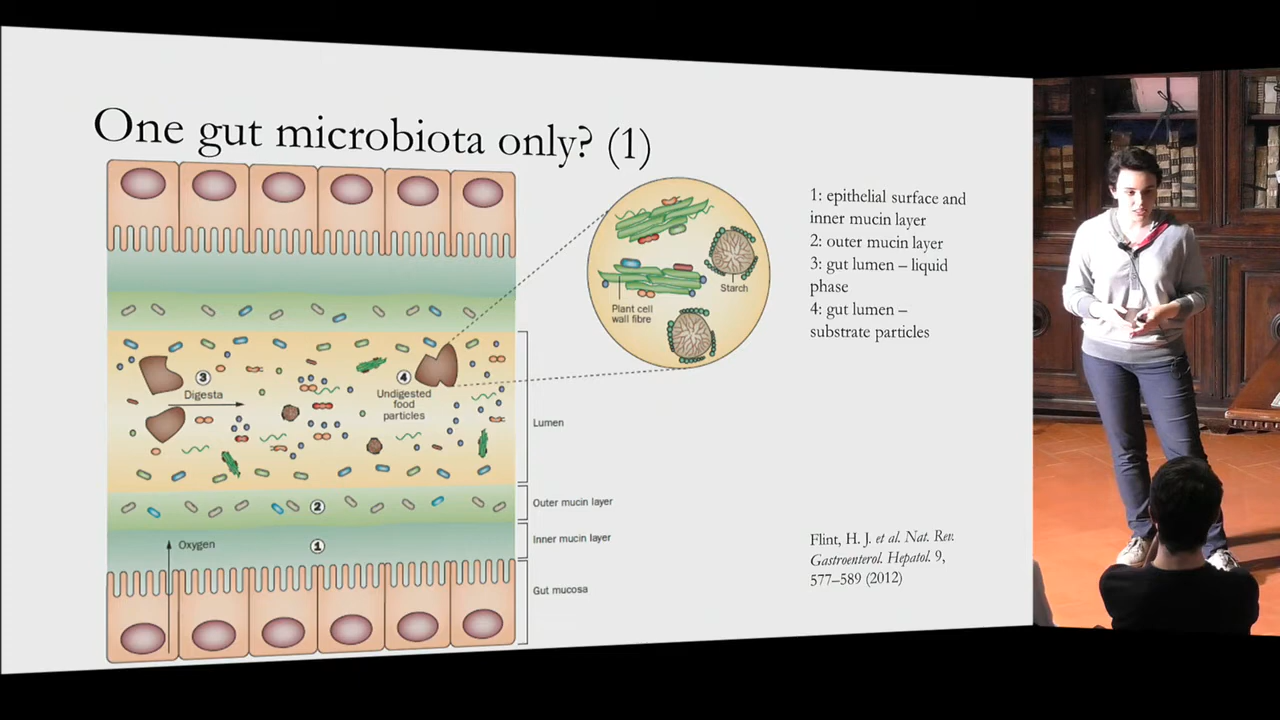 One gut microbiota only? (1)
1: epithelial surface and
inner mucin layer
2: outer mucin layer
3: gut lumen – liquid
phase
4: gut lumen –
substrate particles
Starch
Plant cell
wall fibre
3
Digesta
4
Undigested
food
particles
Lumen
2
Outer mucin layer
Oxygen
1
Inner mucin layer
Gut mucosa
Flint, H. J. et al. Nat. Rev.
Gastroenterol. Hepatol. 9,
577–589 (2012)